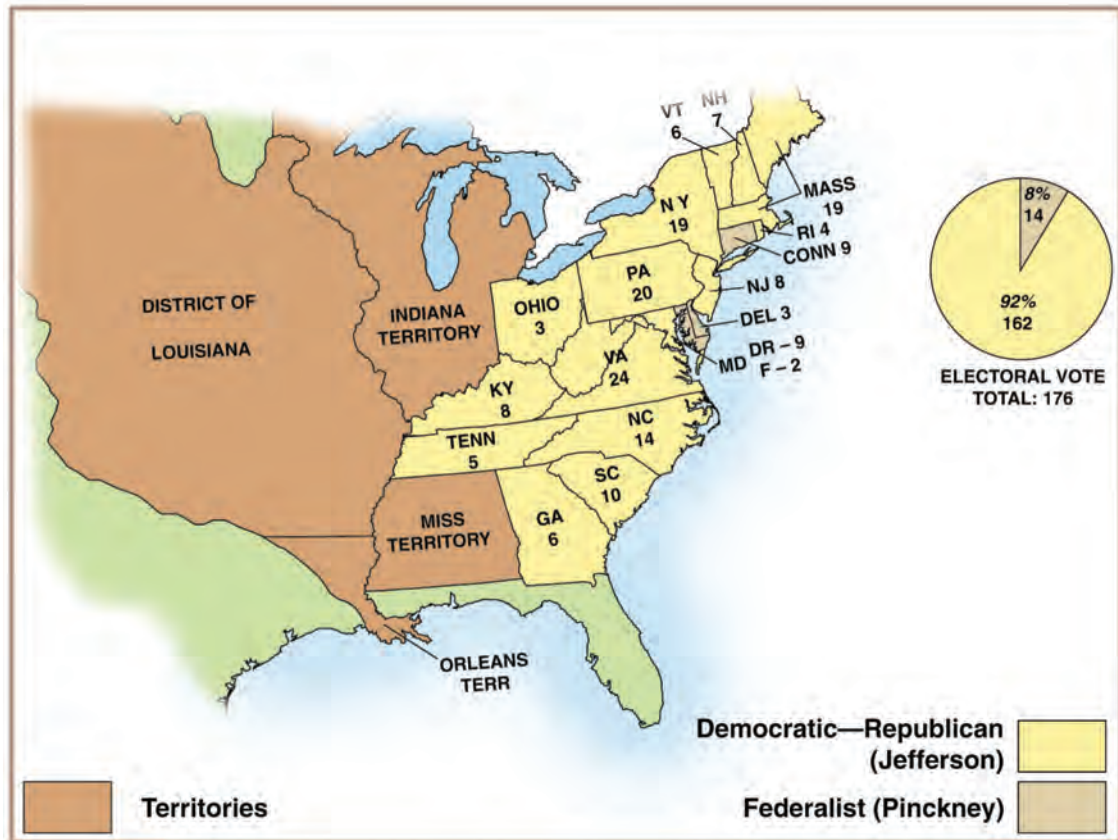 VT
6
NH
7
MASS
19
N Y
19
RI 4
CONN 9
PA
20
NJ 8
OHIO
3
DEL 3
MD DR – 9
F – 2
VA
24
KY
8
NC
14
TENN
5
SC
10
GA
6
DISTRICT OF
LOUISIANA
INDIANA
TERRITORY
MISS
TERRITORY
ORLEANS
TERR
8%
14
92%
162
ELECTORAL VOTE
TOTAL: 176
Democratic—Republican
(Jefferson)
Federalist (Pinckney)
Territories